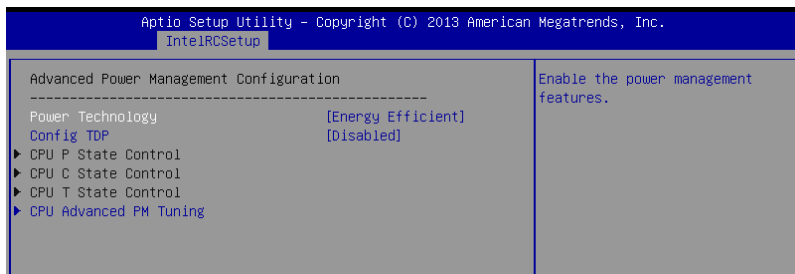 Aptio Setup Utility – Copyright (C) 2013 American Megatrends, Inc.
IntelRCSetup
Advanced Power Management Configuration
--------------------------------------------------
Power Technology [Energy Efficient]
Config TDP [Disabled]
CPU P State Control
CPU C State Control
CPU T State Control
CPU Advanced PM Tuning
Enable the power management
features.